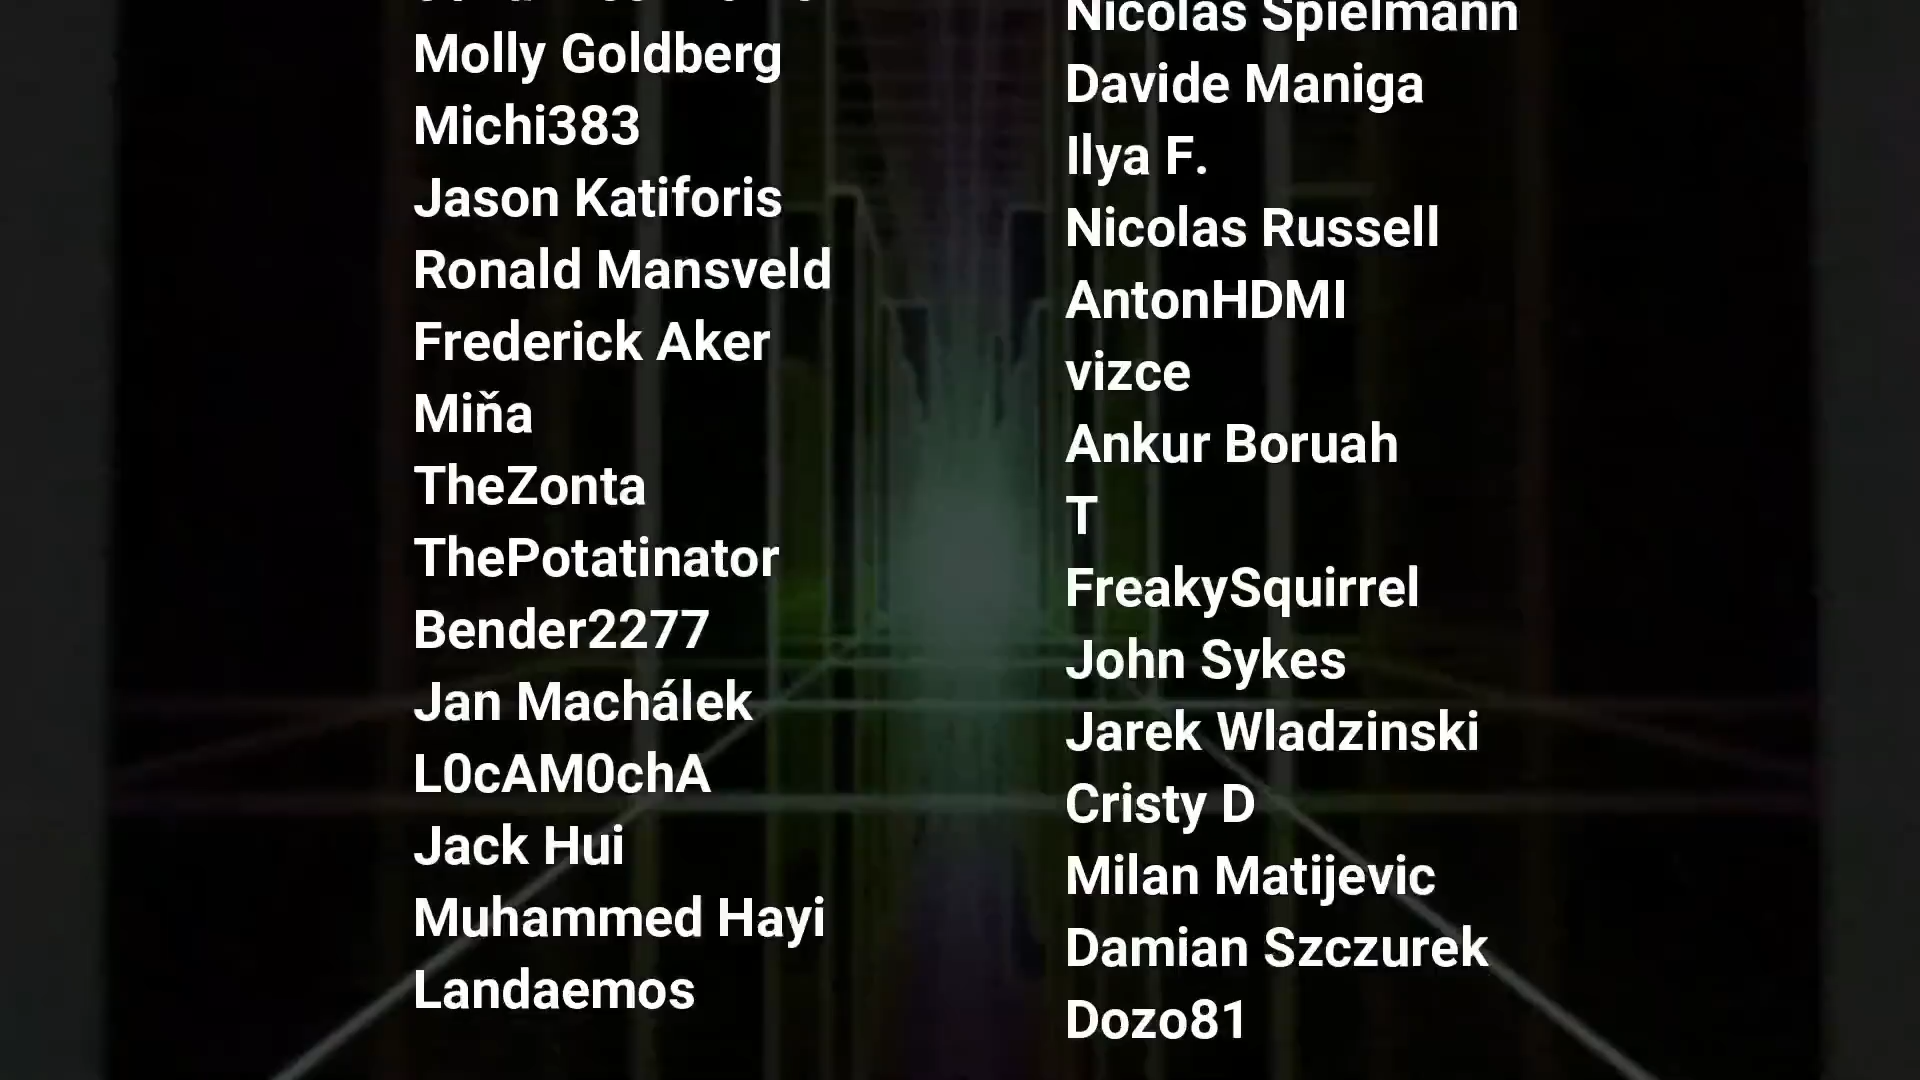 Molly Goldberg
Michi383
Jason Katiforis
Ronald Mansveld
Frederick Aker
Miňa
TheZonta
ThePotatinator
Bender2277
Jan Machálek
L0cAM0chA
Jack Hui
Muhammed Hayi
Landaemos
Nicolas Spielmann
Davide Maniga
Ilya F.
Nicolas Russell
AntonHDMI
vizce
Ankur Boruah
T
FreakySquirrel
John Sykes
Jarek Wladzinski
Cristy D
Milan Matijevic
Damian Szczurek
Dozo81